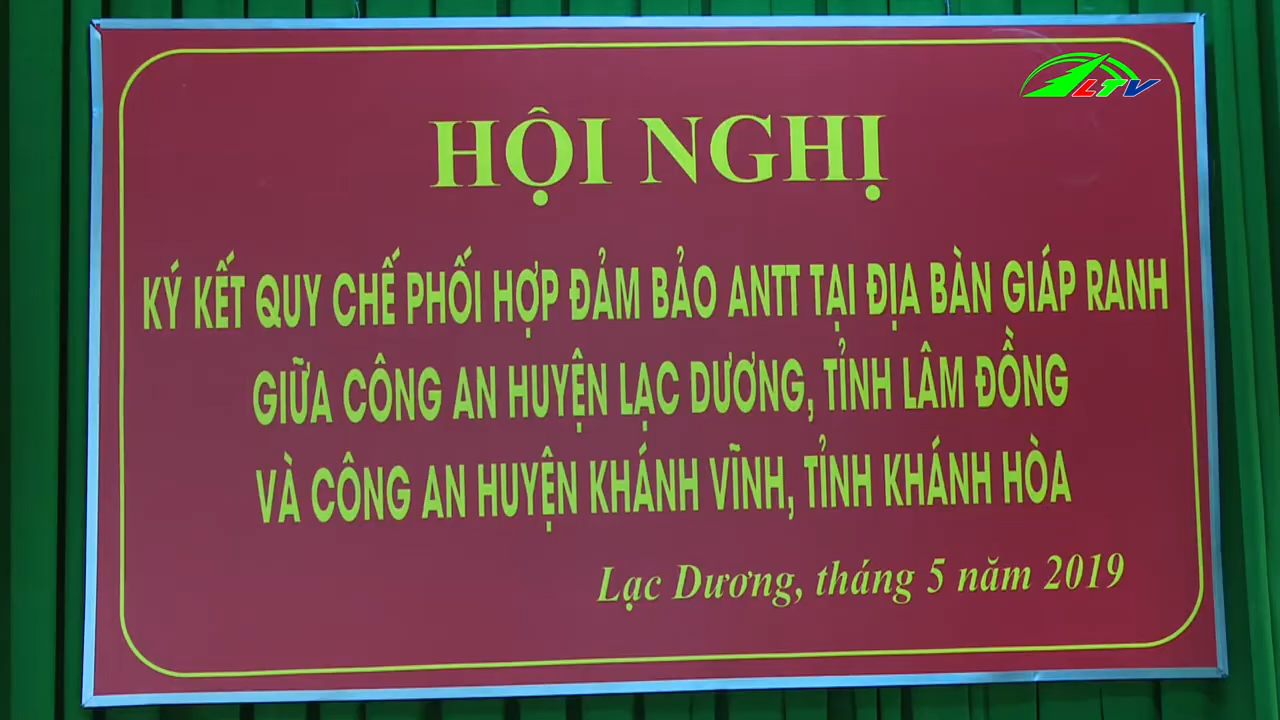 LTV
HỘI NGHỊ
KÝ KẾT QUY CHẾ PHỐI HỢP ĐẢM BẢO ANTT TẠI ĐỊA BÀN GIÁP RANH
GIỮA CÔNG AN HUYỆN LẠC DƯƠNG, TỈNH LÂM ĐỒNG
VÀ CÔNG AN HUYỆN KHÁNH VĨNH, TỈNH KHÁNH HÒA
Lạc Dương, tháng 5 năm 2019